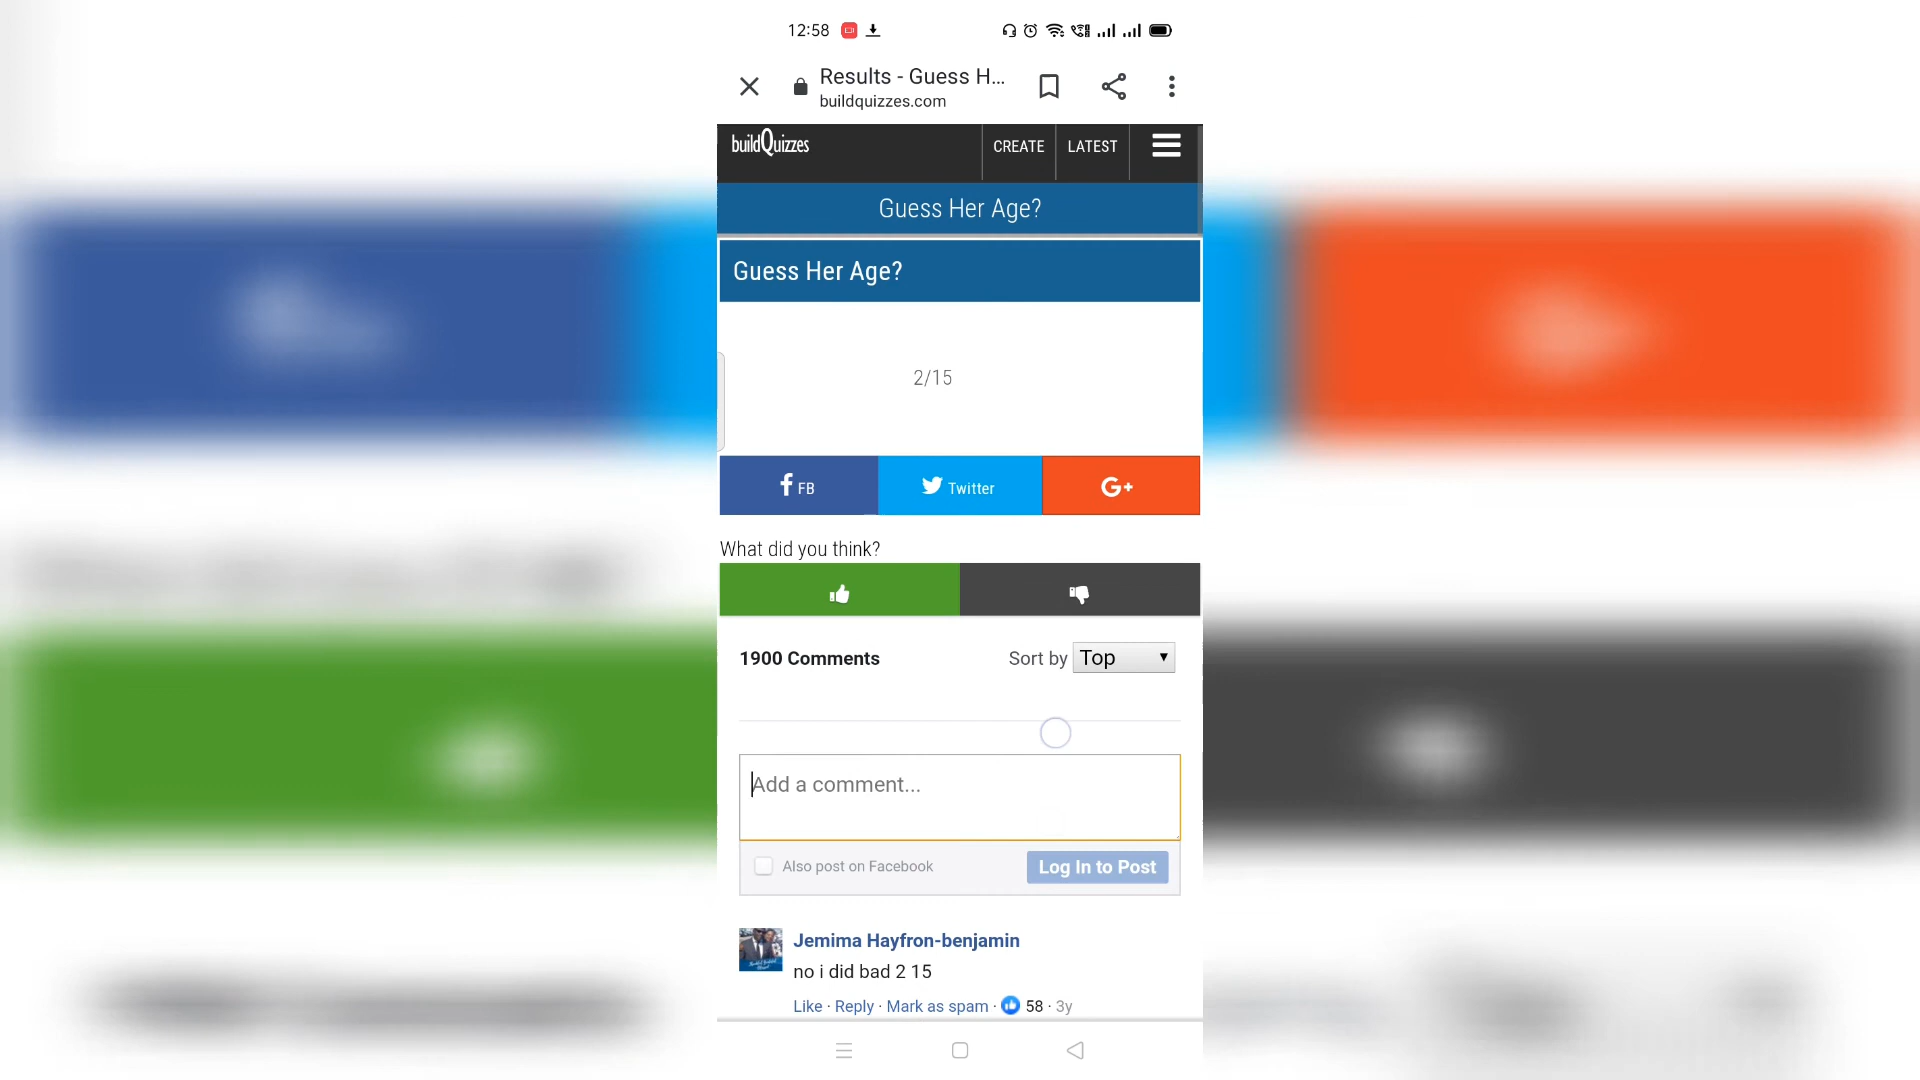 12:58
Results - Guess H...
buildquizzes.com
buildQuizzes
CREATE
LATEST
Guess Her Age?
Guess Her Age?
2/15
FB
Twitter
G+
What did you think?
1900 Comments
Sort by Top
Add a comment...
Also post on Facebook
Log In to Post
Jemima Hayfron-benjamin
no i did bad 2 15
Like · Reply · Mark as spam · 58 · 3y